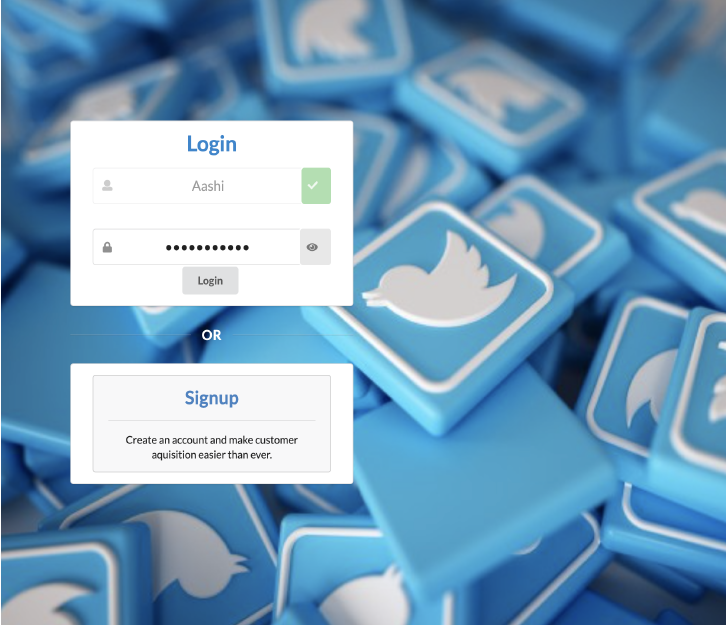 Login
Aashi
•••••••••••
Login
OR
Signup
Create an account and make customer
aquisition easier than ever.